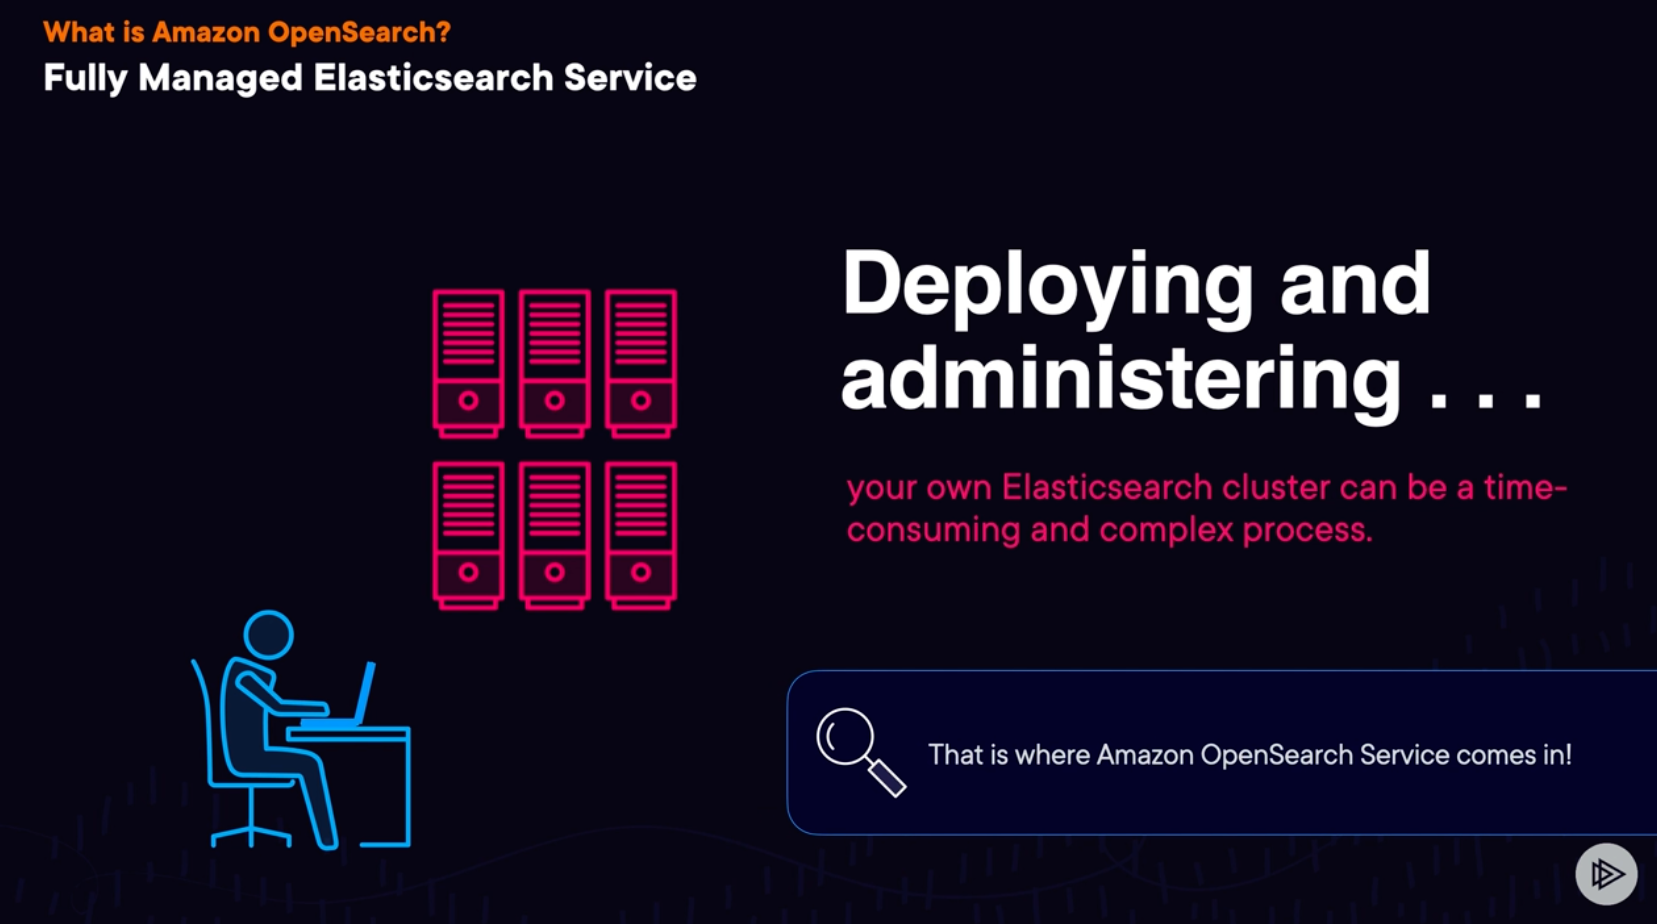 What is Amazon OpenSearch?
Fully Managed Elasticsearch Service
Deploying and
administering . . .
your own Elasticsearch cluster can be a time-
consuming and complex process.
That is where Amazon OpenSearch Service comes in!